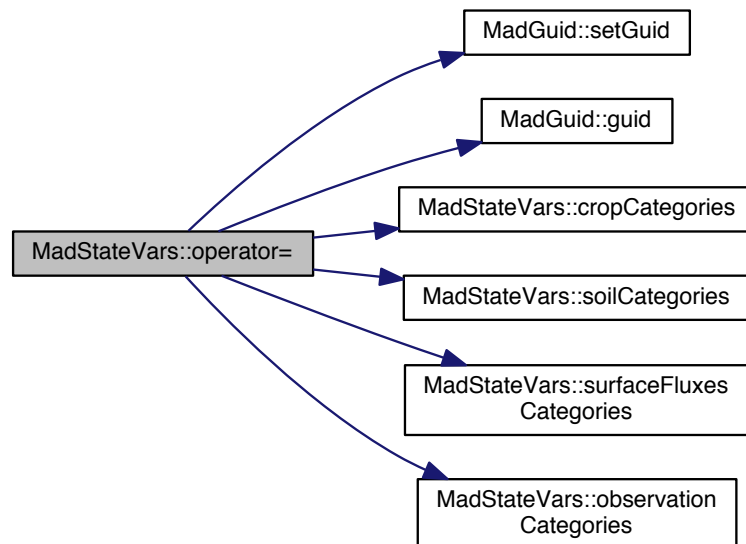 MadGuid::setGuid
MadGuid::guid
MadStateVars::cropCategories
MadStateVars::operator=
MadStateVars::soilCategories
MadStateVars::surfaceFluxes
Categories
MadStateVars::observation
Categories